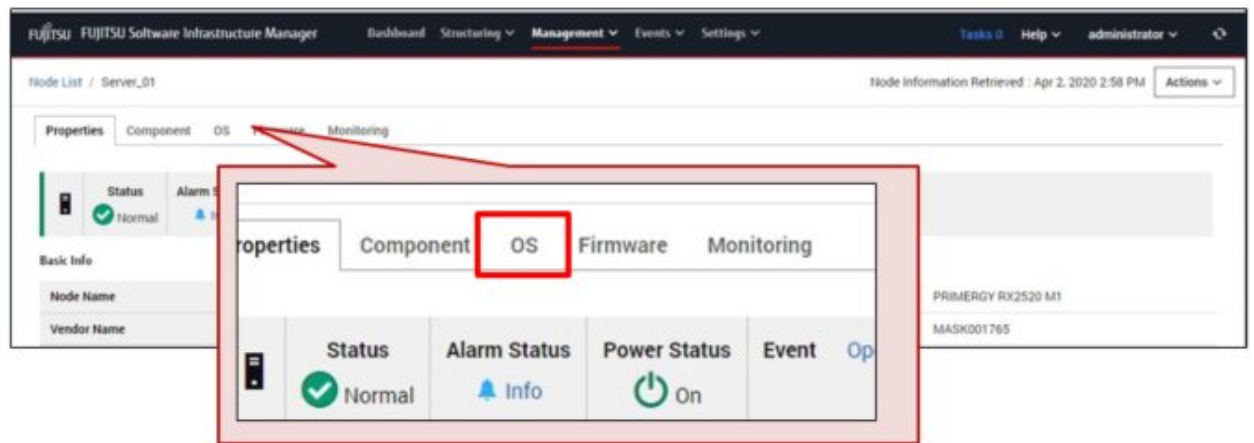 FUJITSU FUJITSU Software Infrastructure Manager Dashboard Structuring Management Events Settings Tasks 0 Help administrator
Node List / Server_01 Node Information Retrieved : Apr 2, 2020 2:58 PM Actions
Properties Component OS Monitoring
Status Alarm S
Normal
Basic Info
Node Name PRIMERGY RX2520 M1
Vendor Name MASK001765
roperties Component OS Firmware Monitoring
Status Alarm Status Power Status Event Op
Normal Info On